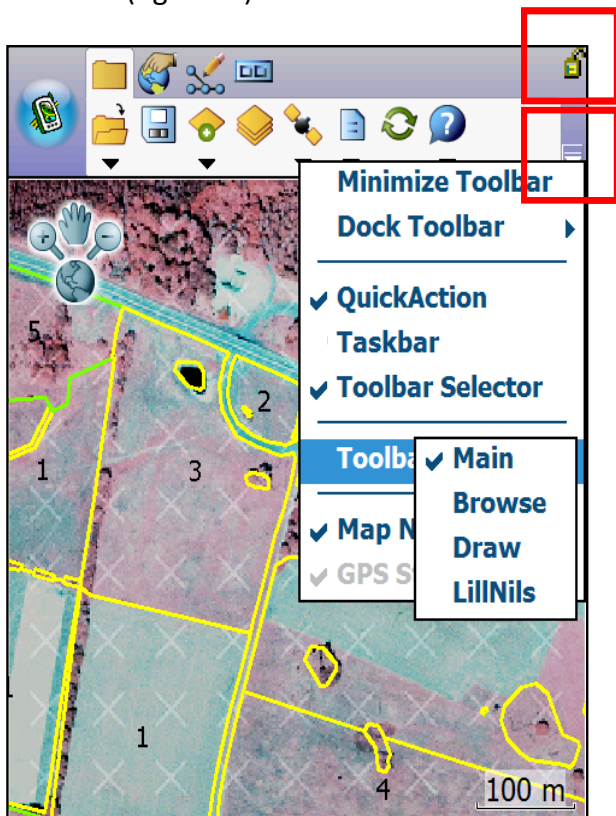 Minimize Toolbar
Dock Toolbar
QuickAction
Taskbar
Toolbar Selector
Toolba
Main
Browse
Draw
LillNils
Map N
GPS S
5
2
1
3
1
4
100 m